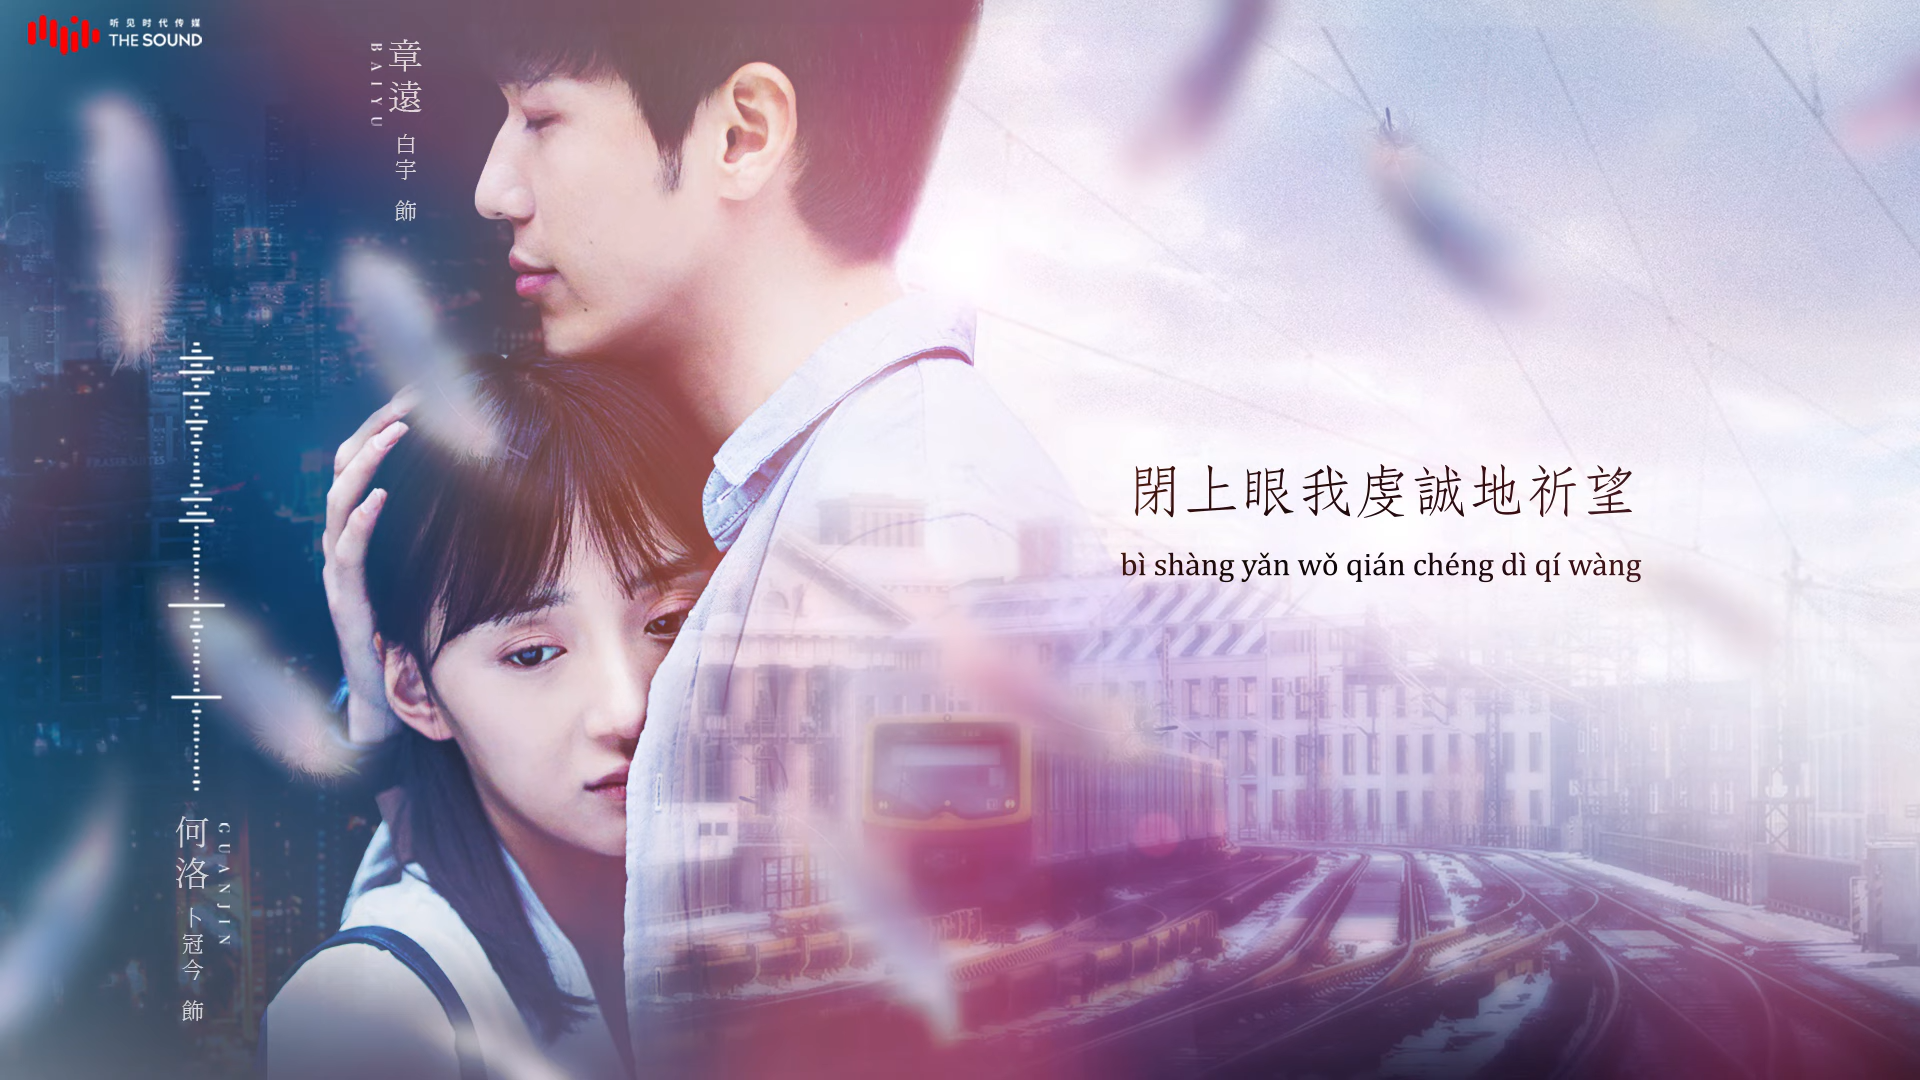 听见时代传媒
THE SOUND
章遠 白宇 飾
BAIYU
何洛 卜冠今 飾
GUANJIN
閉上眼我虔誠地祈望
bì shàng yǎn wǒ qián chéng dì qí wàng